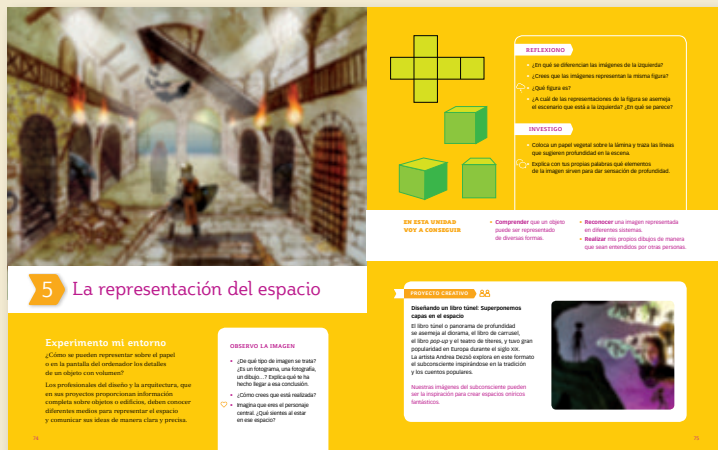 5 La representación del espacio
Experimento mi entorno
¿Cómo se pueden representar sobre el papel
o en la pantalla del ordenador los detalles
de un objeto con volumen?
Los profesionales del diseño y la arquitectura, que
en sus proyectos proporcionan información
completa sobre objetos o edificios, deben conocer
diferentes medios para representar el espacio
y comunicar sus ideas de manera clara y precisa.
OBSERVO LA IMAGEN
• ¿De qué tipo de imagen se trata?
¿Es un fotograma, una fotografía,
un dibujo…? Explica qué te ha
hecho llegar a esa conclusión.
• ¿Cómo crees que está realizada?
• Imagina que eres el personaje
central. ¿Qué sientes al estar
en ese espacio?
74
REFLEXIONO
• ¿En qué se diferencian las imágenes de la izquierda?
• ¿Crees que las imágenes representan la misma figura?
• ¿Qué figura es?
• ¿A cuál de las representaciones de la figura se asemeja
el escenario que está a la izquierda? ¿En qué se parece?
INVESTIGO
• Coloca un papel vegetal sobre la lámina y traza las líneas
que sugieren profundidad en la escena.
• Explica con tus propias palabras qué elementos
de la imagen sirven para dar sensación de profundidad.
EN ESTA UNIDAD
VOY A CONSEGUIR
• Comprender que un objeto
puede ser representado
de diversas formas.
• Reconocer una imagen representada
en diferentes sistemas.
• Realizar mis propios dibujos de manera
que sean entendidos por otras personas.
PROYECTO CREATIVO
Diseñando un libro túnel: Superponemos
capas en el espacio
El libro túnel o panorama de profundidad
se asemeja al diorama, el libro de carrusel,
el libro pop-up y el teatro de títeres, y tuvo gran
popularidad en Europa durante el siglo XIX.
La artista Andrea Dezsö explora en este formato
el subconsciente inspirándose en la tradición
y los cuentos populares.
Nuestras imágenes del subconsciente pueden
ser la inspiración para crear espacios oníricos
fantásticos.
75